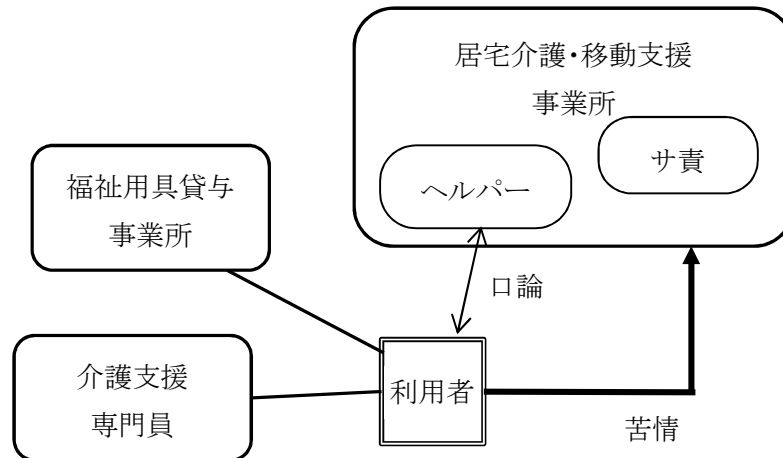 居宅介護・移動支援
事業所
サ責
ヘルパー
福祉用具貸与
事業所
口論
介護支援
専門員
利用者
苦情